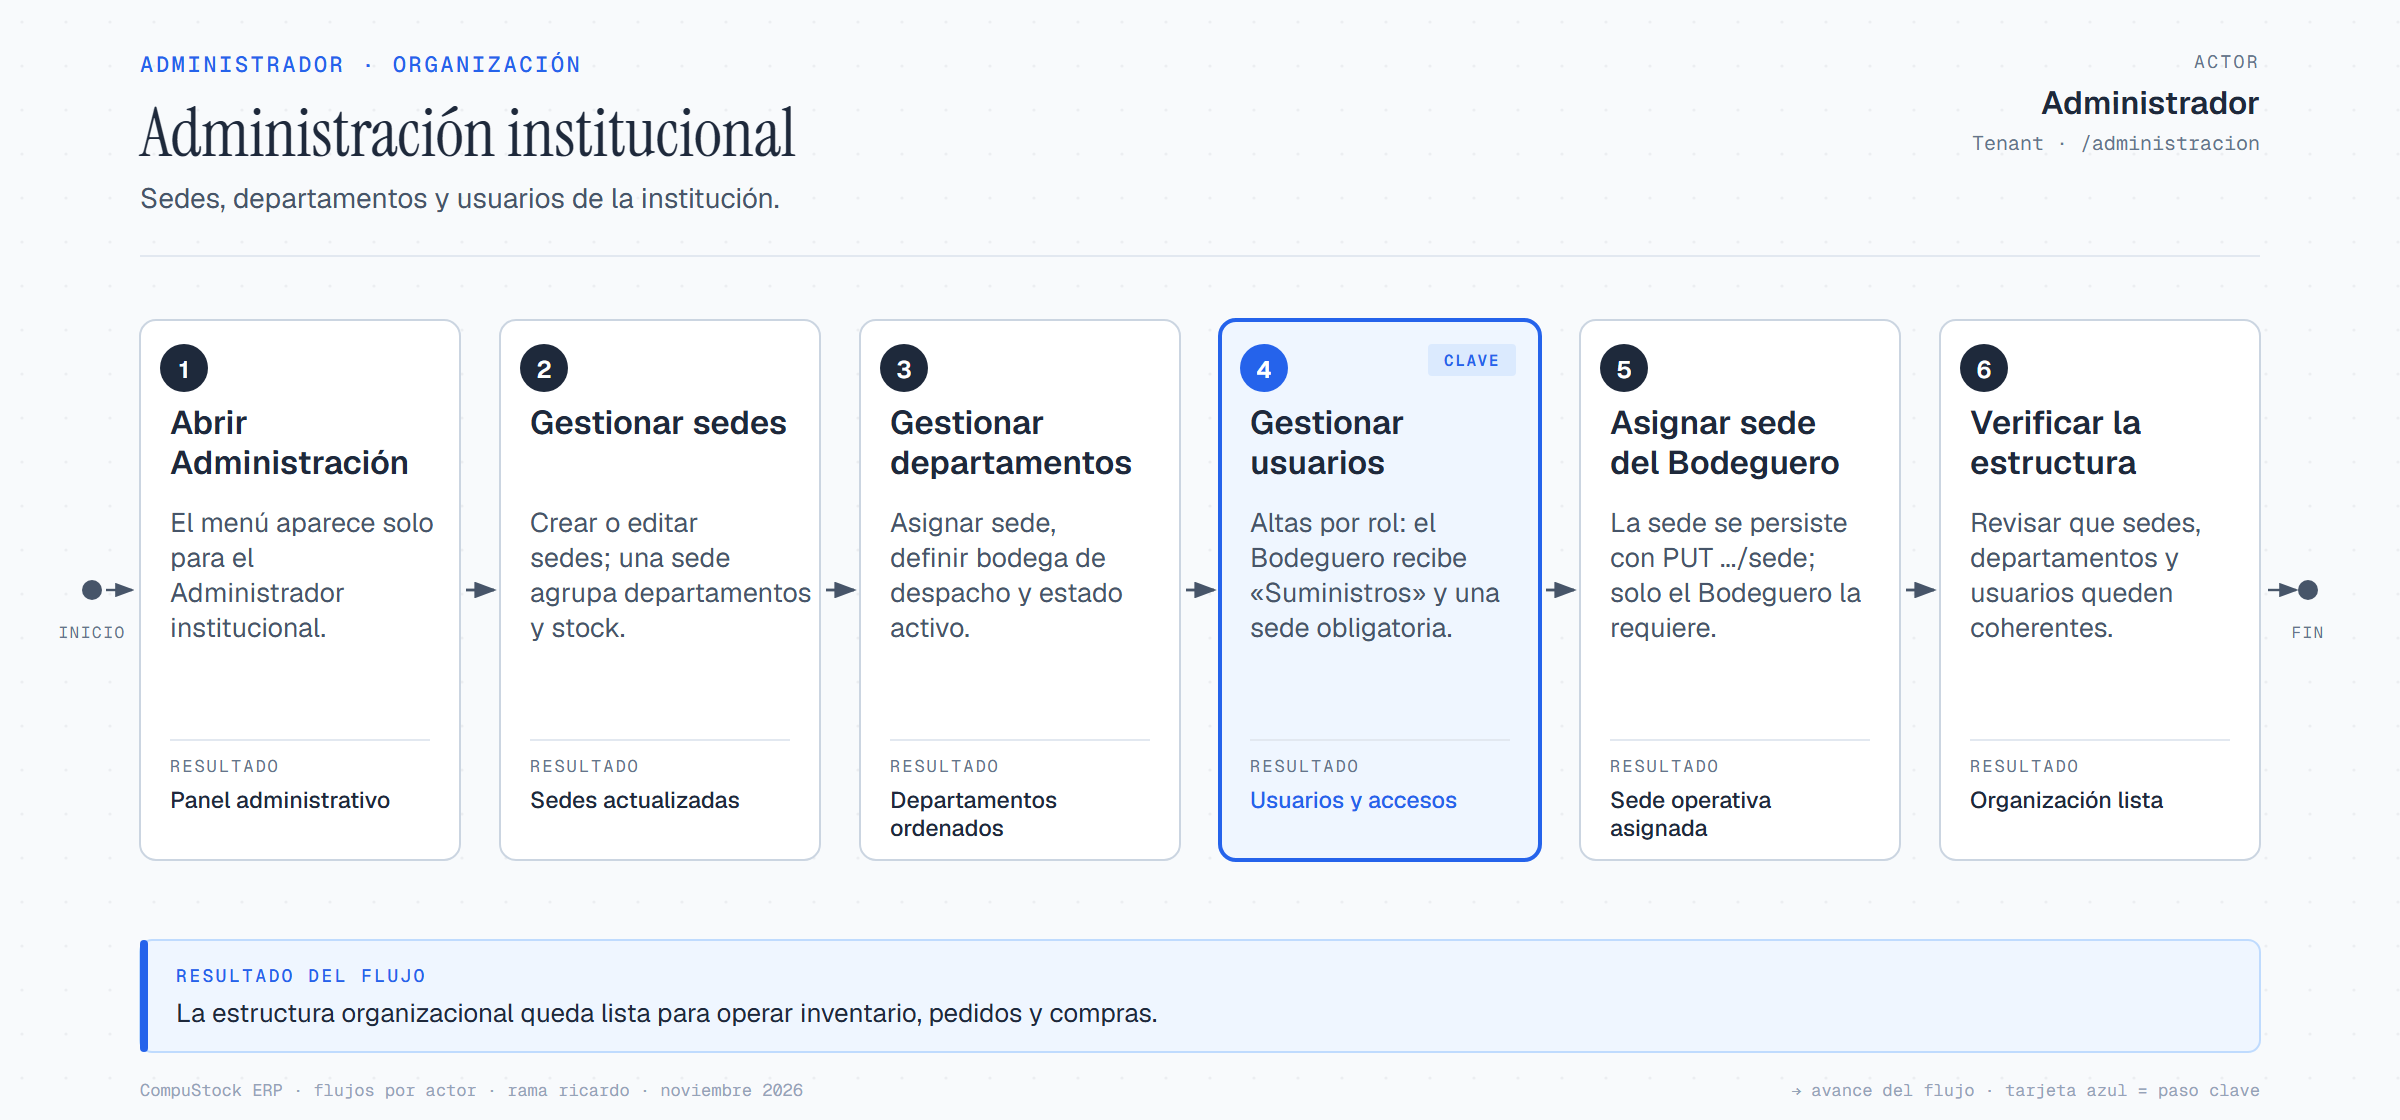 ADMINISTRADOR · ORGANIZACIÓN
Administración institucional
Sedes, departamentos y usuarios de la institución.
ACTOR
Administrador
Tenant · /administracion
INICIO
1
Abrir
Administración
El menú aparece solo
para el
Administrador
institucional.
RESULTADO
Panel administrativo
2
Gestionar sedes
Crear o editar
sedes; una sede
agrupa departamentos
y stock.
RESULTADO
Sedes actualizadas
3
Gestionar
departamentos
Asignar sede,
definir bodega de
despacho y estado
activo.
RESULTADO
Departamentos
ordenados
4
CLAVE
Gestionar
usuarios
Altas por rol: el
Bodeguero recibe
«Suministros» y una
sede obligatoria.
RESULTADO
Usuarios y accesos
5
Asignar sede
del Bodeguero
La sede se persiste
con PUT …/sede;
solo el Bodeguero la
requiere.
RESULTADO
Sede operativa
asignada
6
Verificar la
estructura
Revisar que sedes,
departamentos y
usuarios queden
coherentes.
RESULTADO
Organización lista
FIN
RESULTADO DEL FLUJO
La estructura organizacional queda lista para operar inventario, pedidos y compras.
CompuStock ERP · flujos por actor · rama ricardo · noviembre 2026
→ avance del flujo · tarjeta azul = paso clave